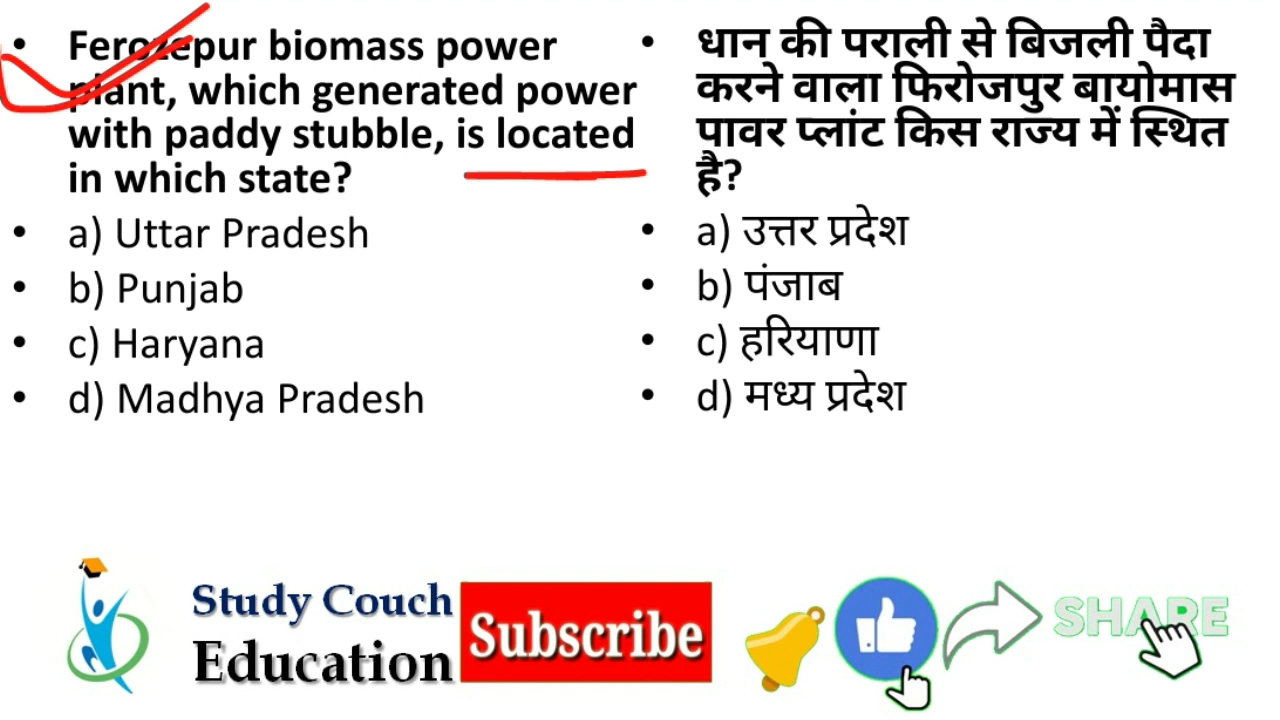 • Ferozepur biomass power
plant, which generated power
with paddy stubble, is located
in which state?
• a) Uttar Pradesh
• b) Punjab
• c) Haryana
• d) Madhya Pradesh
• धान की पराली से बिजली पैदा
करने वाला फिरोजपुर बायोमास
पावर प्लांट किस राज्य में स्थित
है?
• a) उत्तर प्रदेश
• b) पंजाब
• c) हरियाणा
• d) मध्य प्रदेश
Study Couch
Education
Subscribe
SHARE